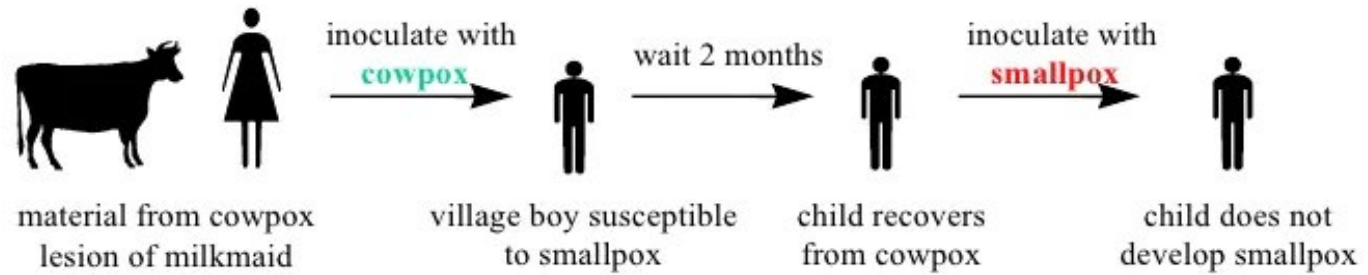 inoculate with
cowpox
wait 2 months
inoculate with
smallpox
material from cowpox
lesion of milkmaid
village boy susceptible
to smallpox
child recovers
from cowpox
child does not
develop smallpox